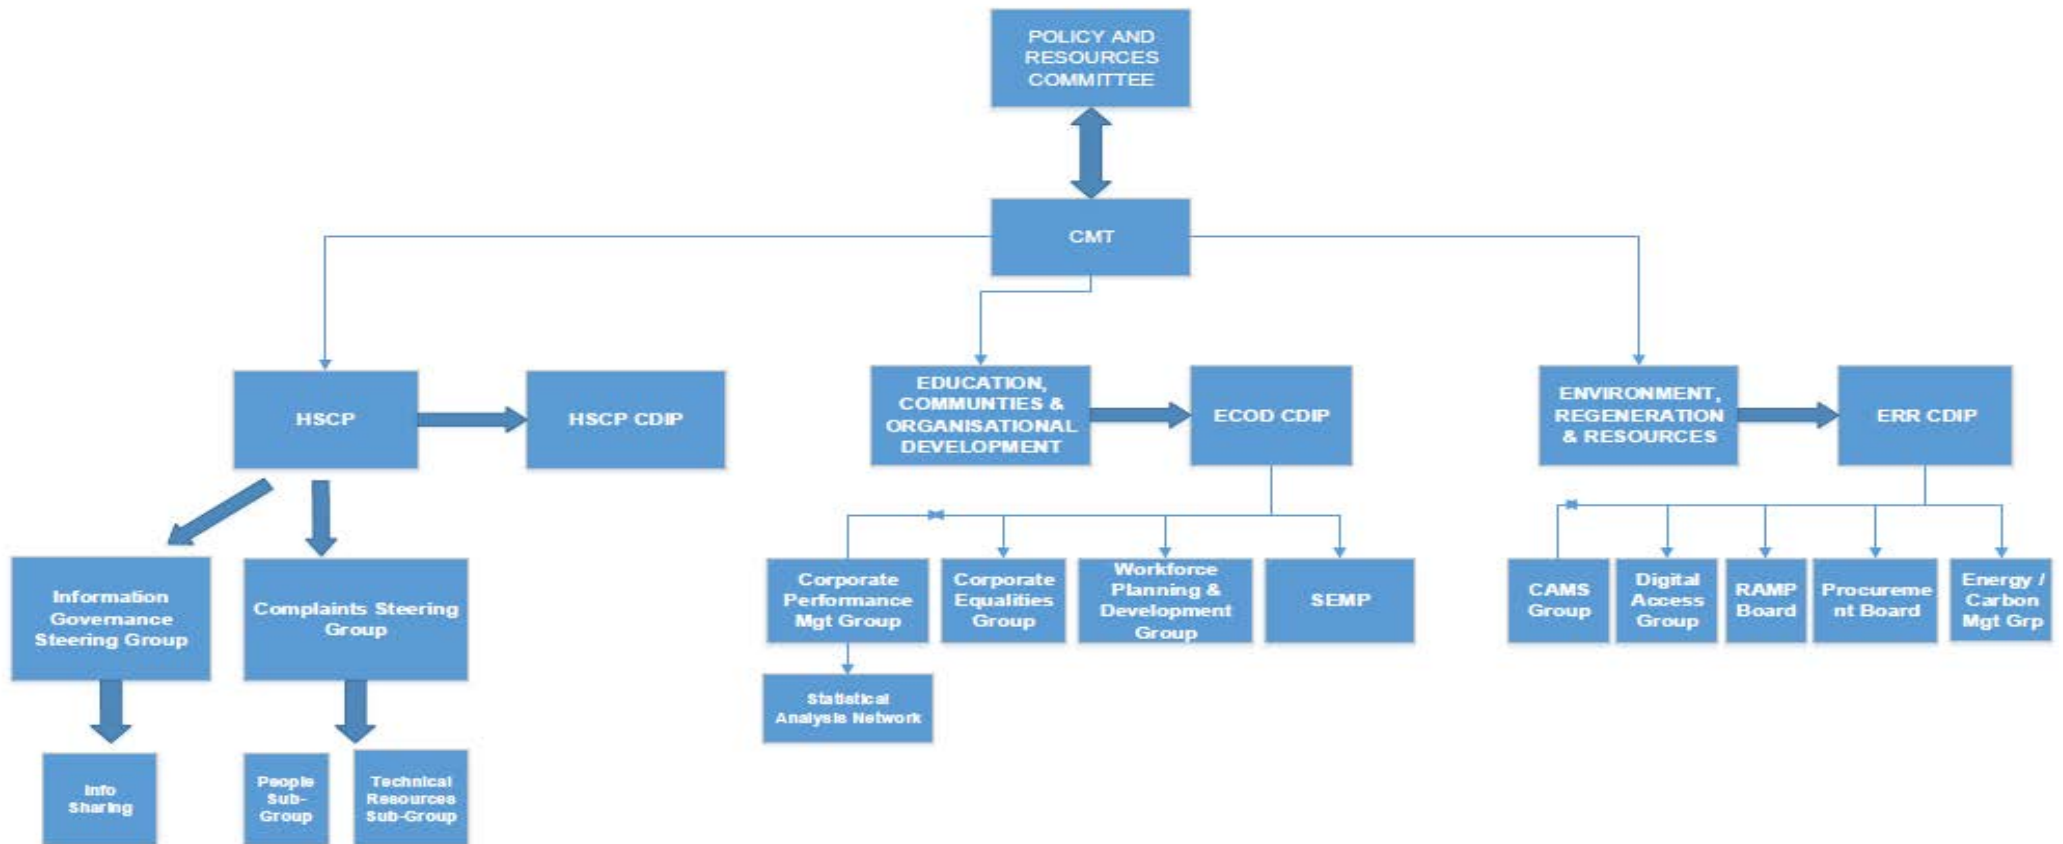 POLICY AND
RESOURCES
COMMITTEE
CMT
HSCP
HSCP CDIP
EDUCATION,
COMMUNTIES &
ORGANISATIONAL
DEVELOPMENT
ECOD CDIP
ENVIRONMENT,
REGENERATION
& RESOURCES
ERR CDIP
Information
Governance
Steering Group
Complaints Steering
Group
Corporate
Performance
Mgt Group
Corporate
Equalities
Group
Workforce
Planning &
Development
Group
SEMP
CAMS
Group
Digital
Access
Group
RAMP
Board
Procureme
nt Board
Energy /
Carbon
Mgt Grp
Statistical
Analysis Network
Info
Sharing
People
Sub-
Group
Technical
Resources
Sub-Group